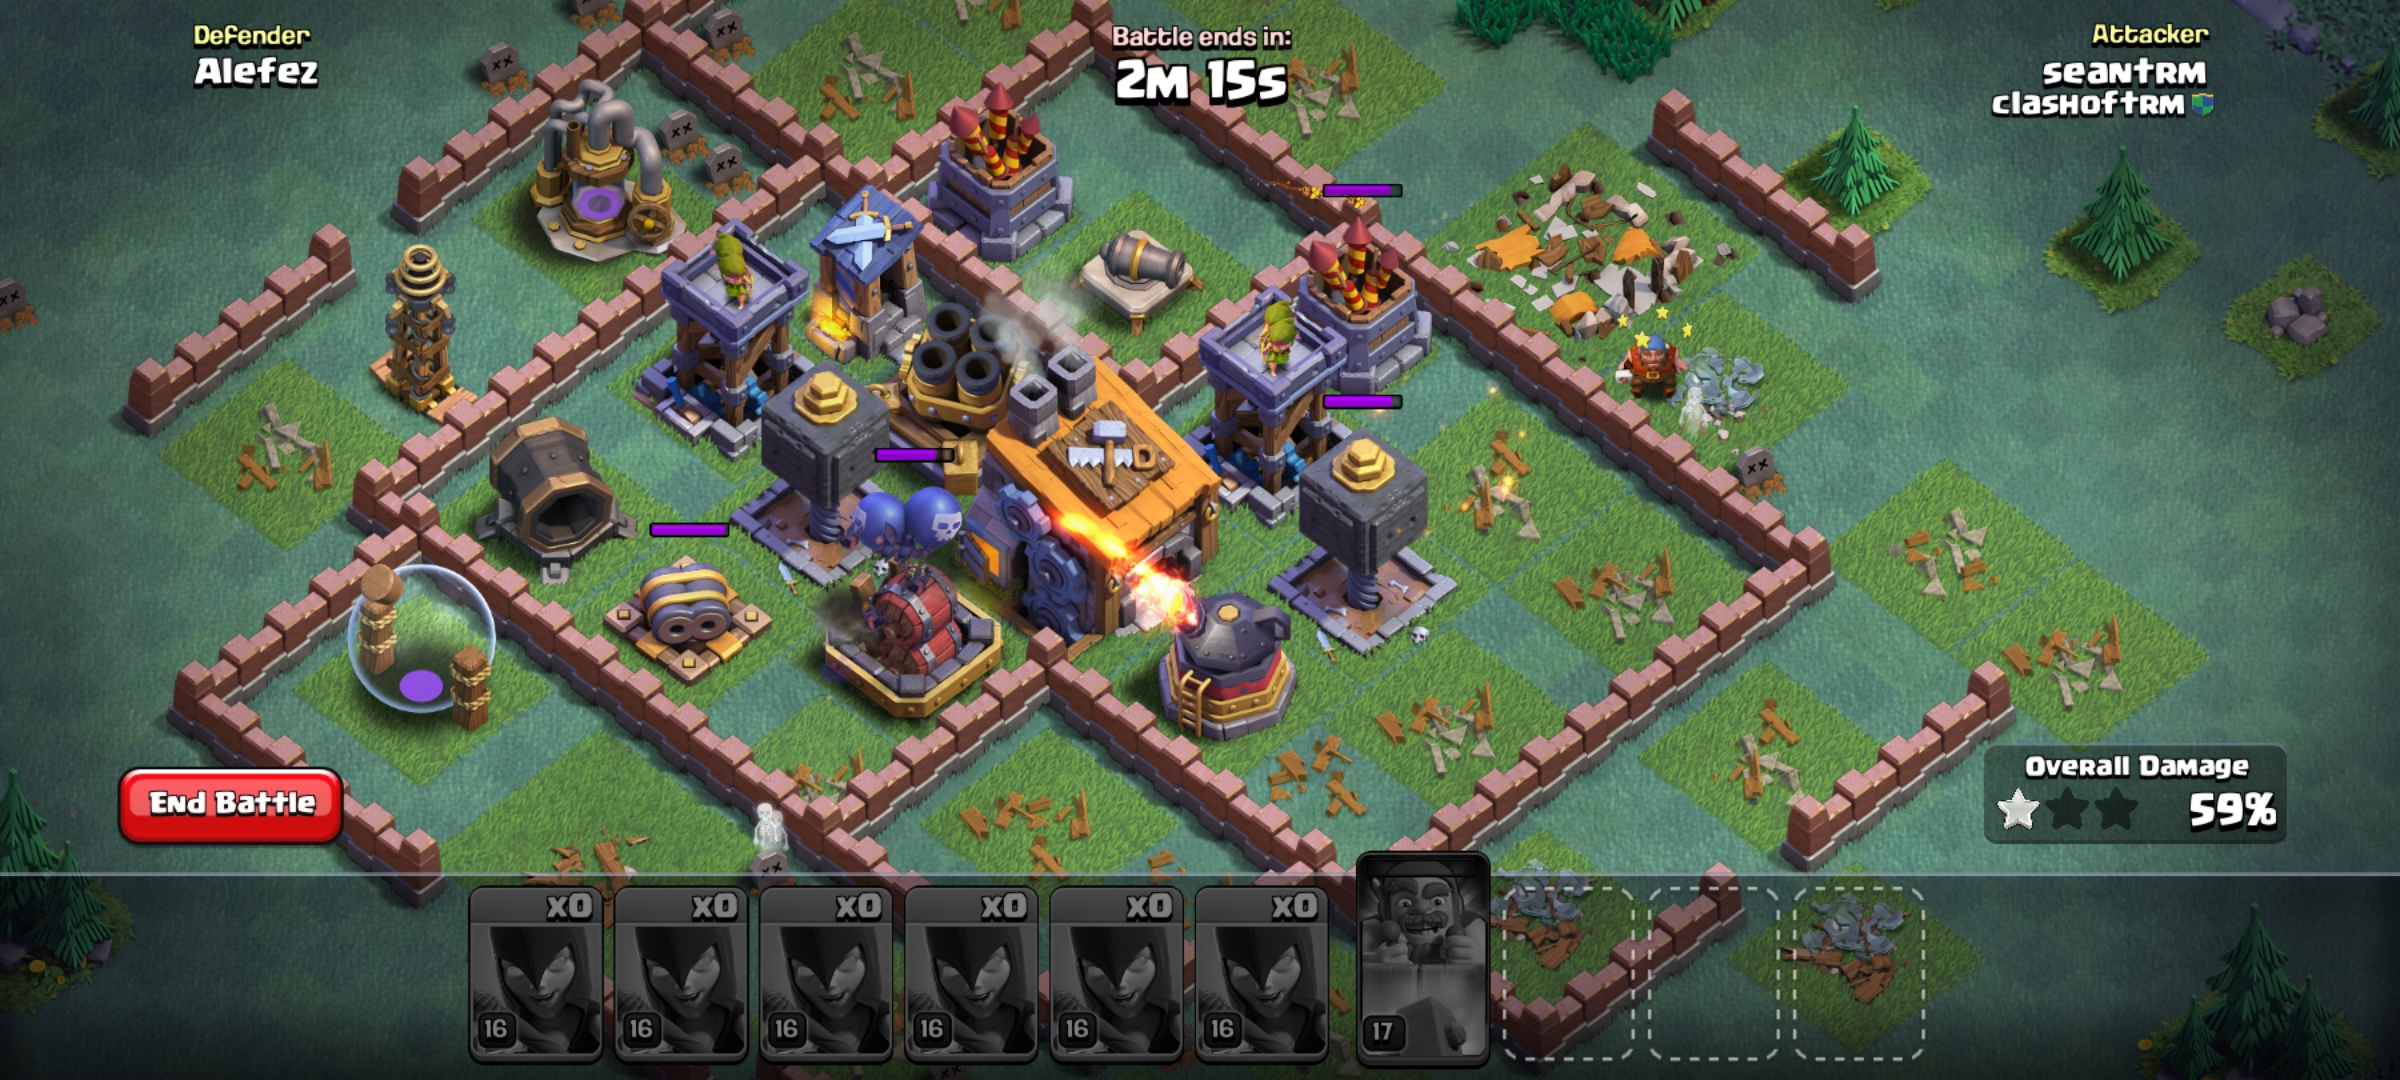 Defender
Alefez
Battle ends in:
2M 15s
Attacker
seantRM
clashoftRM
End Battle
Overall Damage
59%
x0
x0
x0
x0
x0
x0
16
16
16
16
16
16
17